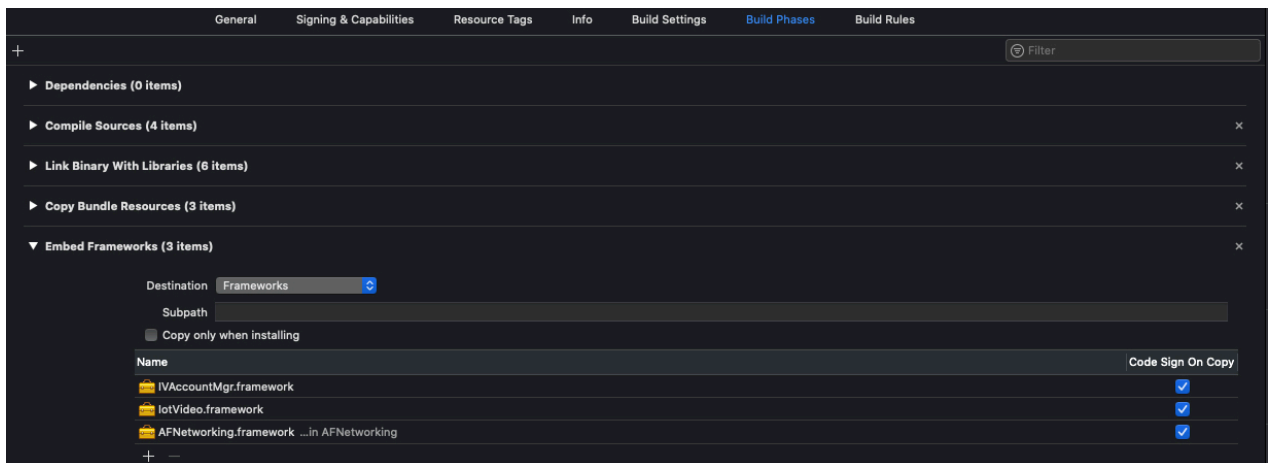 General Signing & Capabilities Resource Tags Info Build Settings Build Phases Build Rules
+ Filter
Dependencies (0 items)
Compile Sources (4 items)
Link Binary With Libraries (6 items)
Copy Bundle Resources (3 items)
Embed Frameworks (3 items)
Destination Frameworks
Subpath
Copy only when installing
Name Code Sign On Copy
IVAccountMgr.framework
IotVideo.framework
AFNetworking.framework ...in AFNetworking
+ −